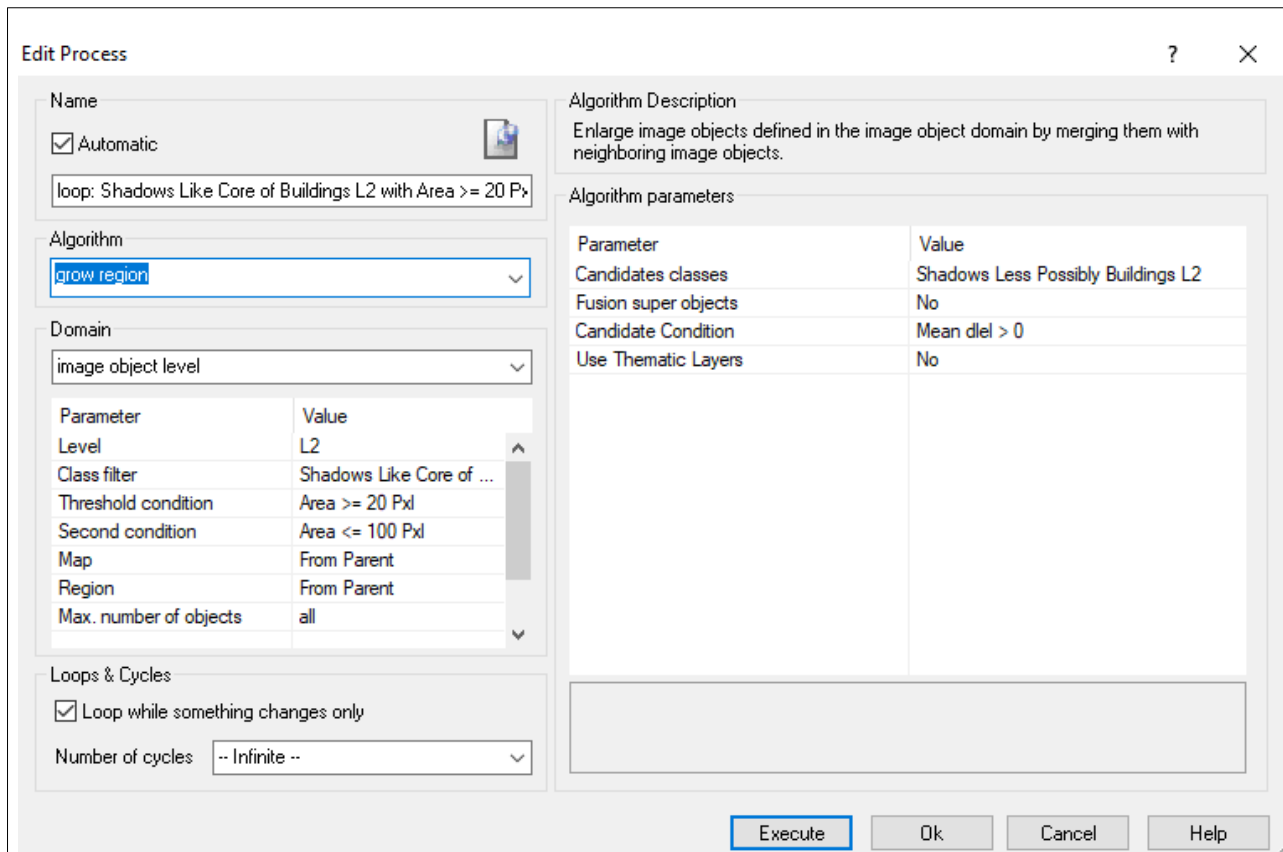 Edit Process
?
Name
Automatic
loop: Shadows Like Core of Buildings L2 with Area >= 20 Px
Algorithm
grow region
Domain
image object level
Parameter Value
Level L2
Class filter Shadows Like Core of ...
Threshold condition Area >= 20 Pxl
Second condition Area <= 100 Pxl
Map From Parent
Region From Parent
Max. number of objects all
Loops & Cycles
Loop while something changes only
Number of cycles -- Infinite --
Algorithm Description
Enlarge image objects defined in the image object domain by merging them with
neighboring image objects.
Algorithm parameters
Parameter Value
Candidates classes Shadows Less Possibly Buildings L2
Fusion super objects No
Candidate Condition Mean dlel > 0
Use Thematic Layers No
Execute Ok Cancel Help